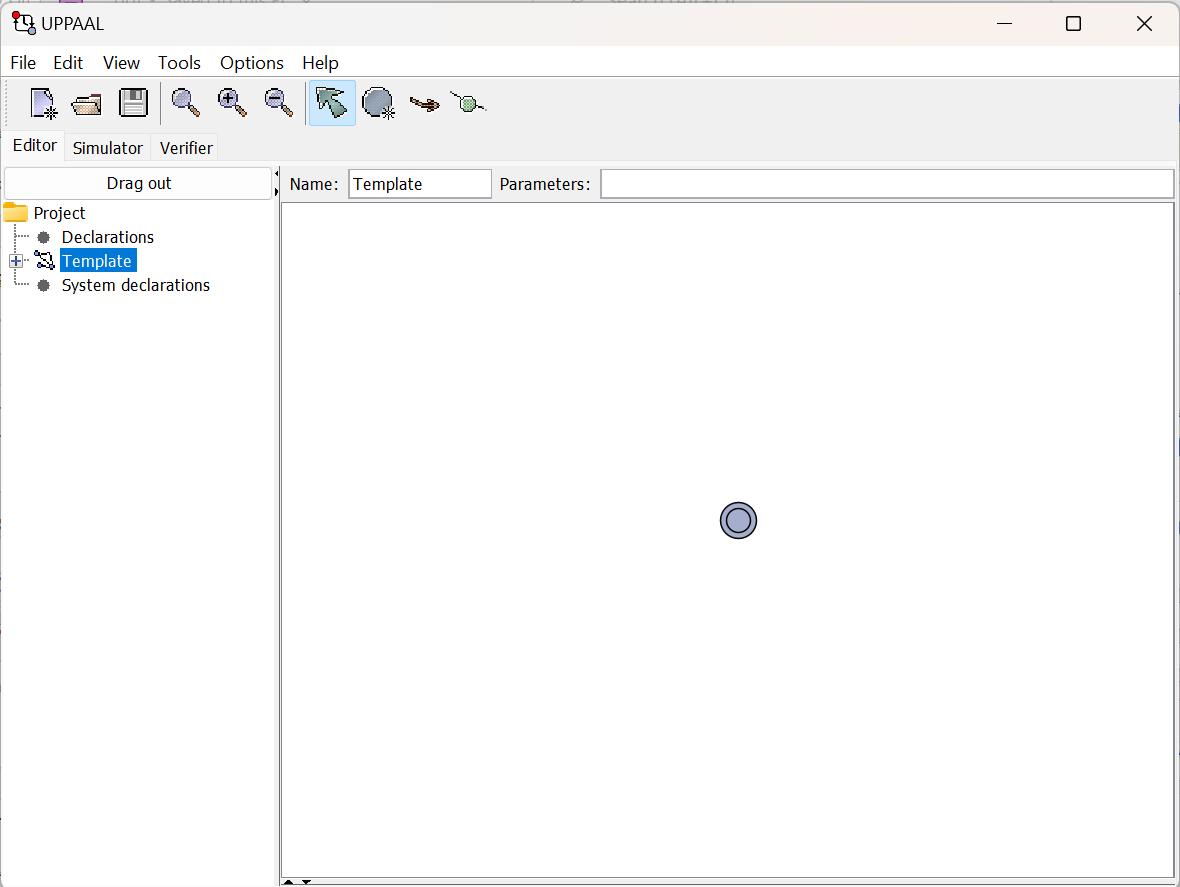 UPPAAL
File Edit View Tools Options Help
Editor Simulator Verifier
Drag out
Name: Template Parameters:
Project
Declarations
Template
System declarations